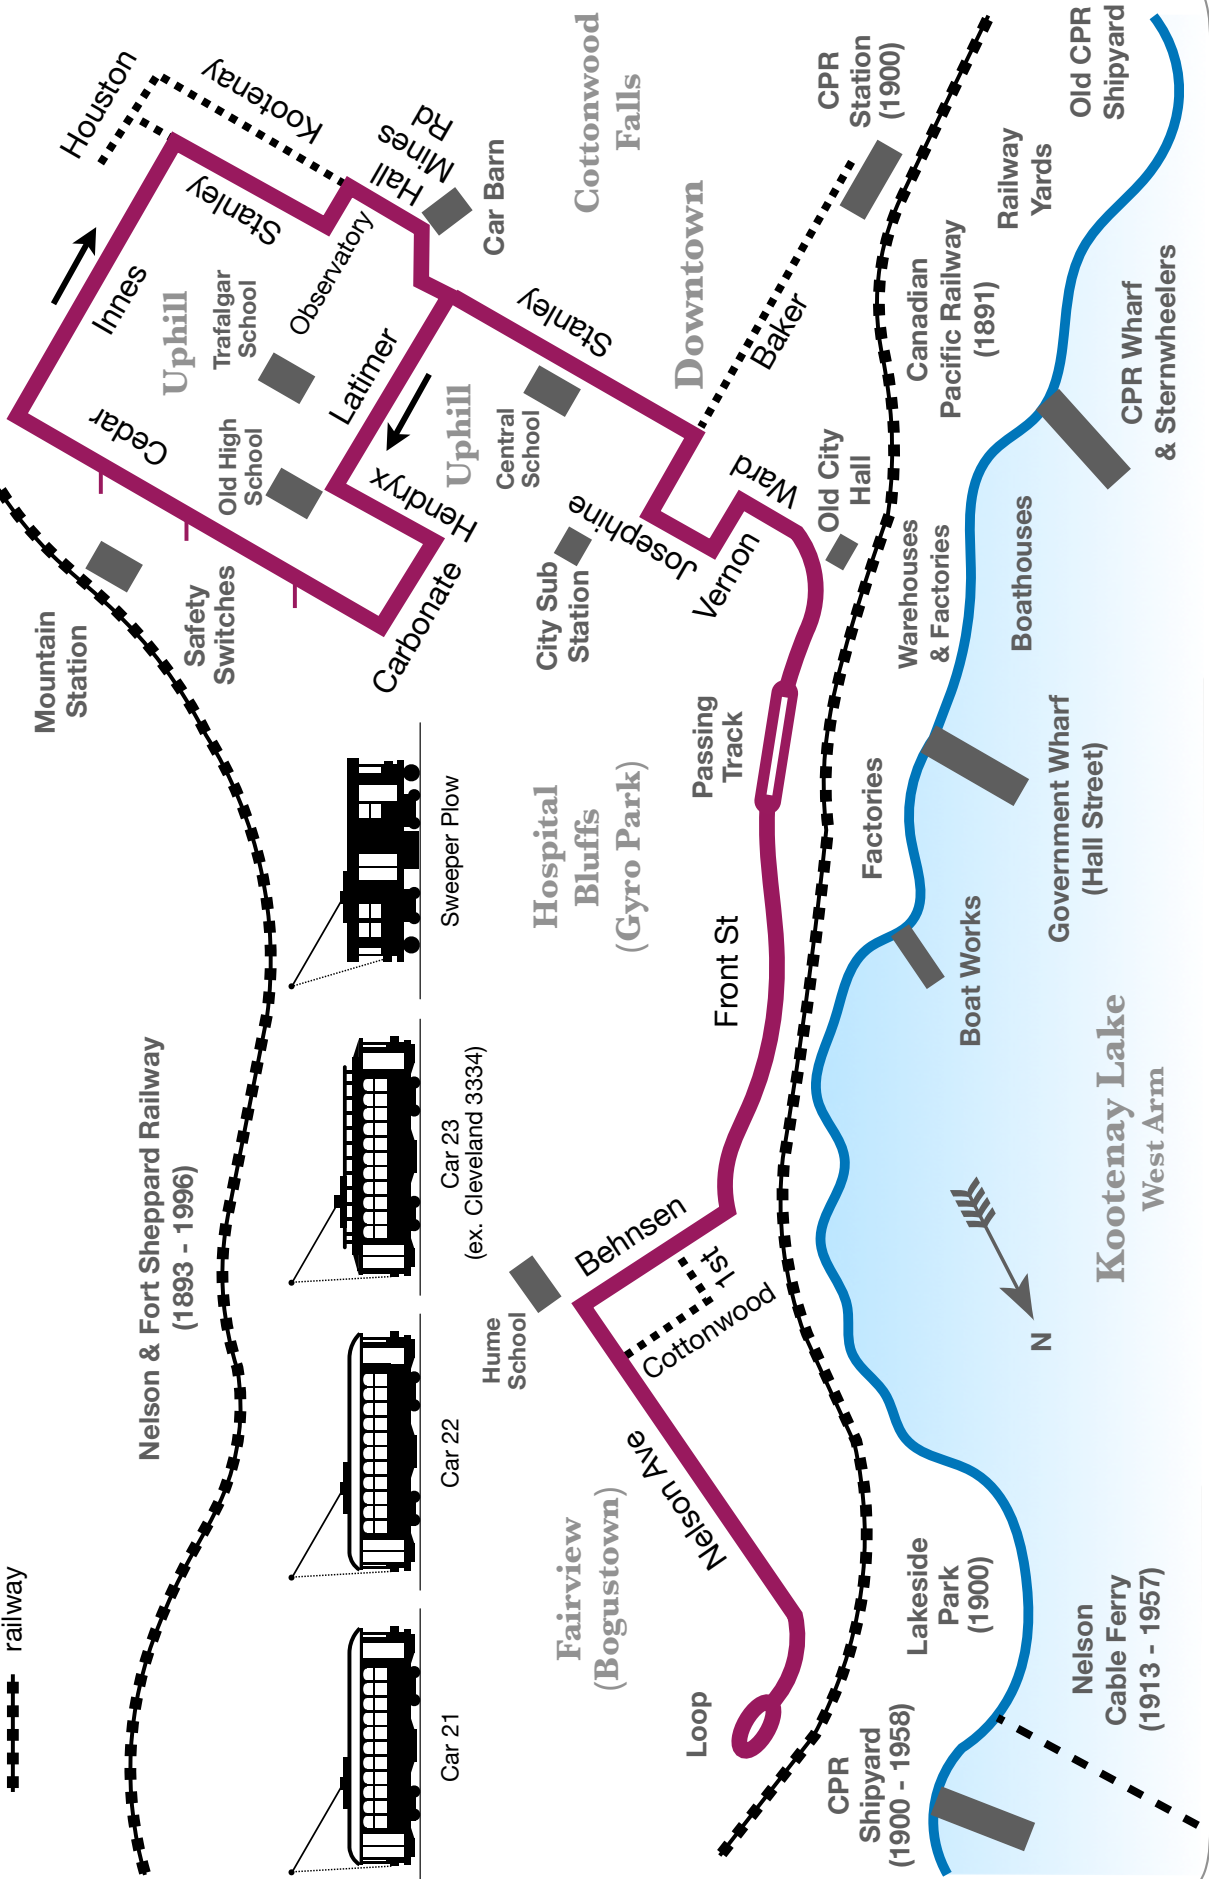 railway
Nelson & Fort Sheppard Railway
(1893 - 1996)
Mountain
Station
Safety
Switches
Houston
Kootenay
Innes
Stanley
Cedar
Uphill
Trafalgar
School
Observatory
Old High
School
Latimer
Hall
Mines
Rd
Car Barn
Hendryx
Carbonate
Uphill
Central
School
Stanley
City Sub
Station
Josephine
Cottonwood
Falls
Downtown
Baker
Ward
Vernon
Old City
Hall
CPR
Station
(1900)
Canadian
Pacific Railway
(1891)
Railway
Yards
Old CPR
Shipyard
CPR Wharf
& Sternwheelers
Warehouses
& Factories
Boathouses
Passing
Track
Factories
Government Wharf
(Hall Street)
Boat Works
Hospital
Bluffs
(Gyro Park)
Front St
Sweeper Plow
Car 23
(ex. Cleveland 3334)
Car 22
Car 21
Hume
School
Behnsen
1st
Cottonwood
Nelson Ave
Fairview
(Bogustown)
Loop
Kootenay Lake
West Arm
N
Lakeside
Park
(1900)
CPR
Shipyard
(1900 - 1958)
Nelson
Cable Ferry
(1913 - 1957)